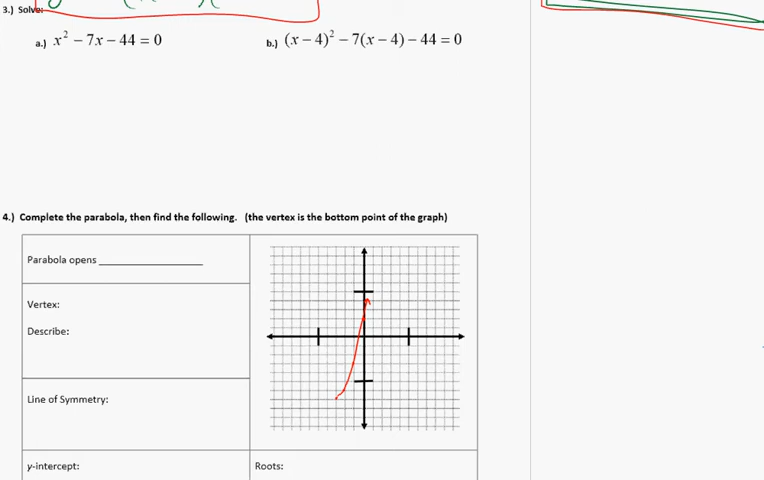 3.) Solve:
a.) x² − 7x − 44 = 0
b.) (x − 4)² − 7(x − 4) − 44 = 0
4.) Complete the parabola, then find the following. (the vertex is the bottom point of the graph)
Parabola opens ____________________
Vertex:
Describe:
Line of Symmetry:
y-intercept:
Roots: